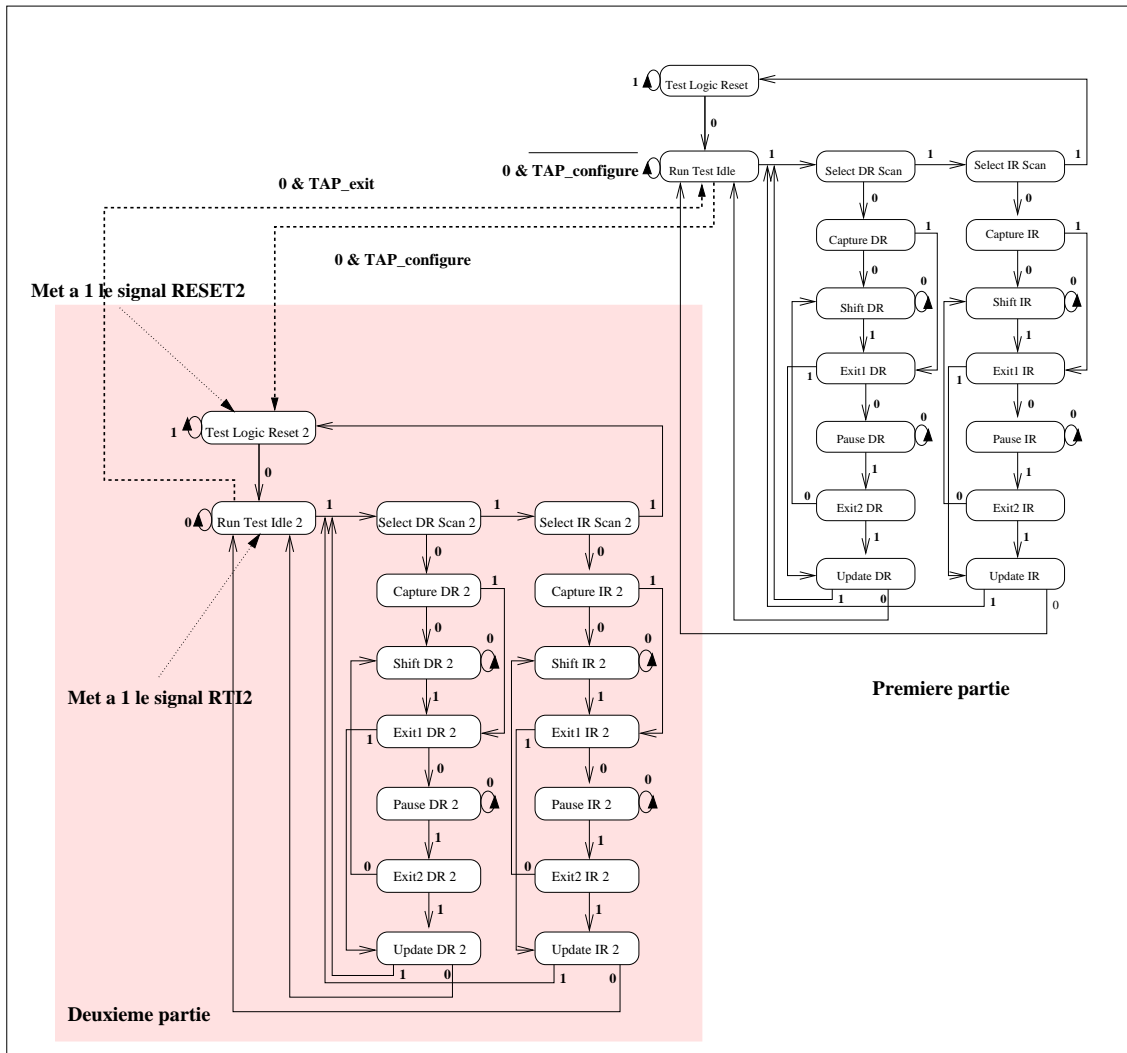 Test Logic Reset
1
0
0 & TAP_configure
Run Test Idle
1
Select DR Scan
1
Select IR Scan
1
0 & TAP_exit
0
0
Capture DR
1
Capture IR
1
0 & TAP_configure
0
0
Met a 1 le signal RESET2
Shift DR
0
Shift IR
0
1
1
Exit1 DR
1
Exit1 IR
1
0
0
Pause DR
0
Pause IR
0
1
1
0
Exit2 DR
0
Exit2 IR
1
1
Update DR
Update IR
1
0
1
0
Premiere partie
1
Test Logic Reset 2
0
0
Run Test Idle 2
1
Select DR Scan 2
1
Select IR Scan 2
1
0
0
Capture DR 2
1
Capture IR 2
1
0
0
Shift DR 2
0
Shift IR 2
0
Met a 1 le signal RTI2
1
1
Exit1 DR 2
1
Exit1 IR 2
1
0
0
Pause DR 2
0
Pause IR 2
0
1
1
0
Exit2 DR 2
0
Exit2 IR 2
1
1
Update DR 2
Update IR 2
1
0
1
0
Deuxieme partie